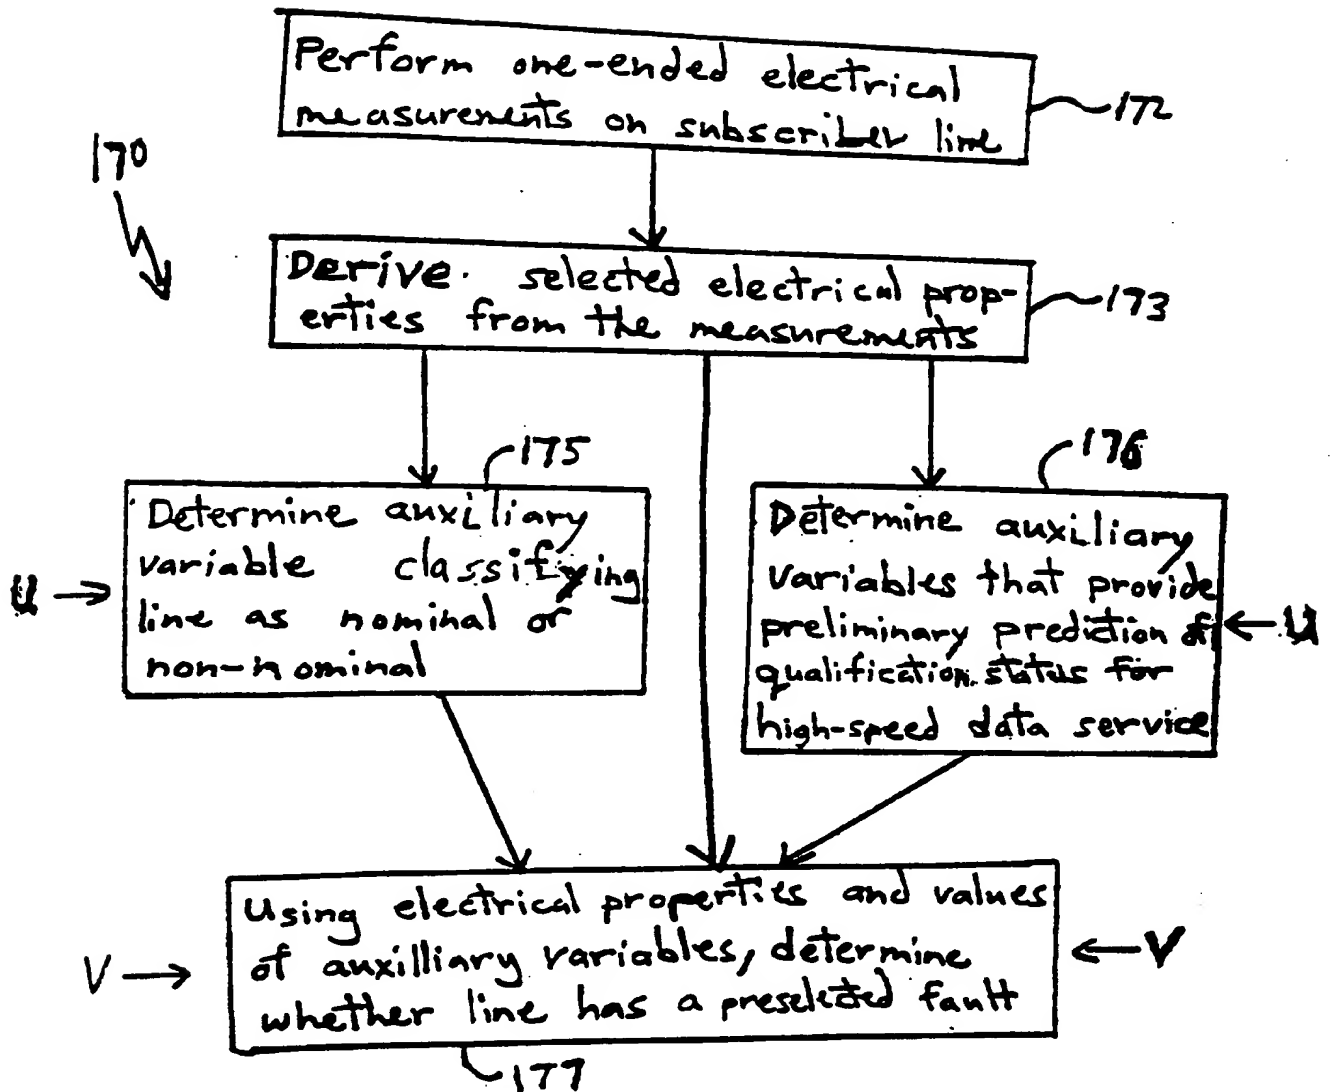 Perform one-ended electrical
measurements on subscriber line
172
170
Derive. selected electrical prop-
erties from the measurements
173
175
176
Determine auxiliary
variable classifying
line as nominal or
non-nominal
U
Determine auxiliary
variables that provide
preliminary prediction of
qualification status for
high-speed data service
U
Using electrical properties and values
of auxilliary variables, determine
whether line has a preselected fault
V
V
177